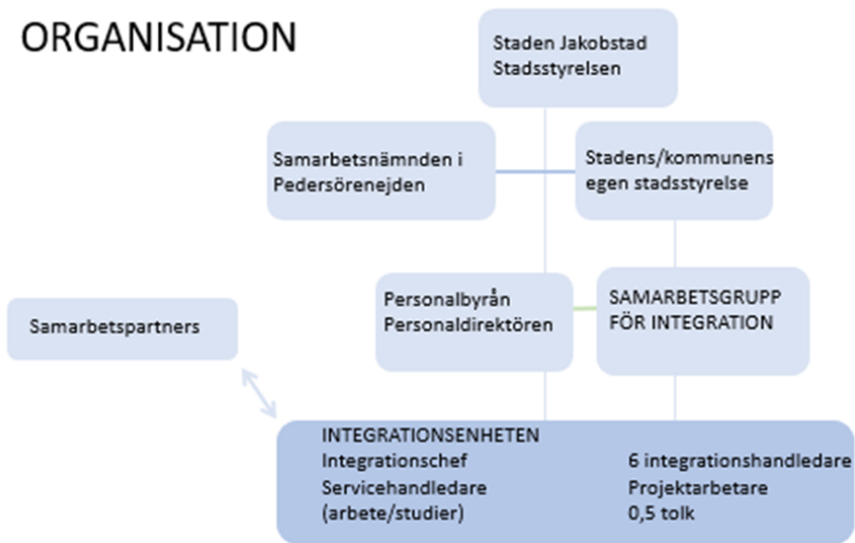 ORGANISATION
Staden Jakobstad
Stadsstyrelsen
Samarbetsnämnden i
Pedersörenejden
Stadens/kommunens
egen stadsstyrelse
Personalbyrån
Personaldirektören
SAMARBETSGRUPP
FÖR INTEGRATION
Samarbetspartners
INTEGRATIONSENHETEN
Integrationschef
Servicehandledare
(arbete/studier)
6 integrationshandledare
Projektarbetare
0,5 tolk